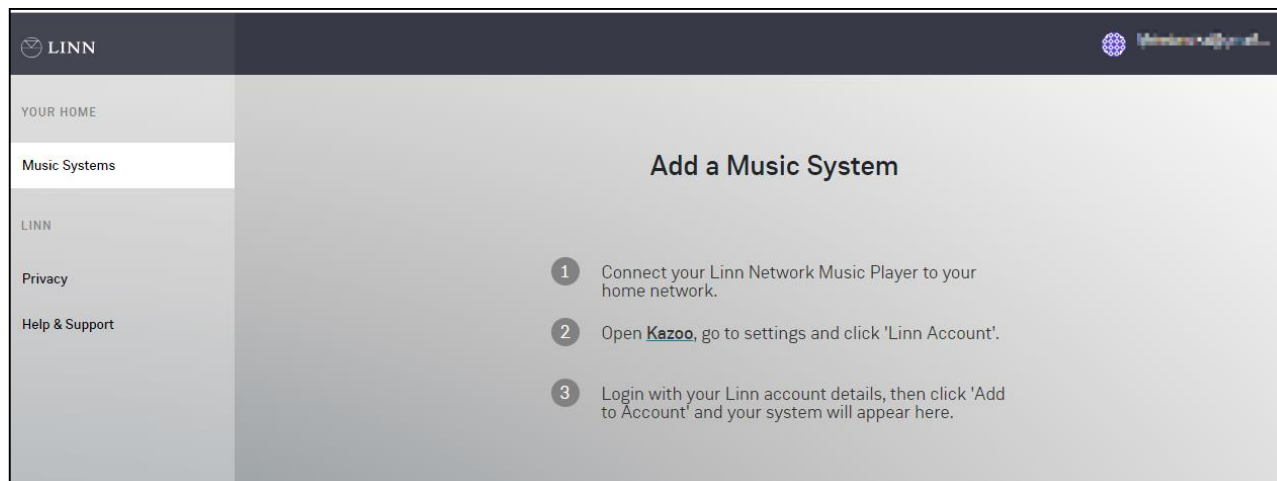 LINN
YOUR HOME
Music Systems
LINN
Privacy
Help & Support
Add a Music System
1 Connect your Linn Network Music Player to your
home network.
2 Open Kazoo, go to settings and click 'Linn Account'.
3 Login with your Linn account details, then click 'Add
to Account' and your system will appear here.